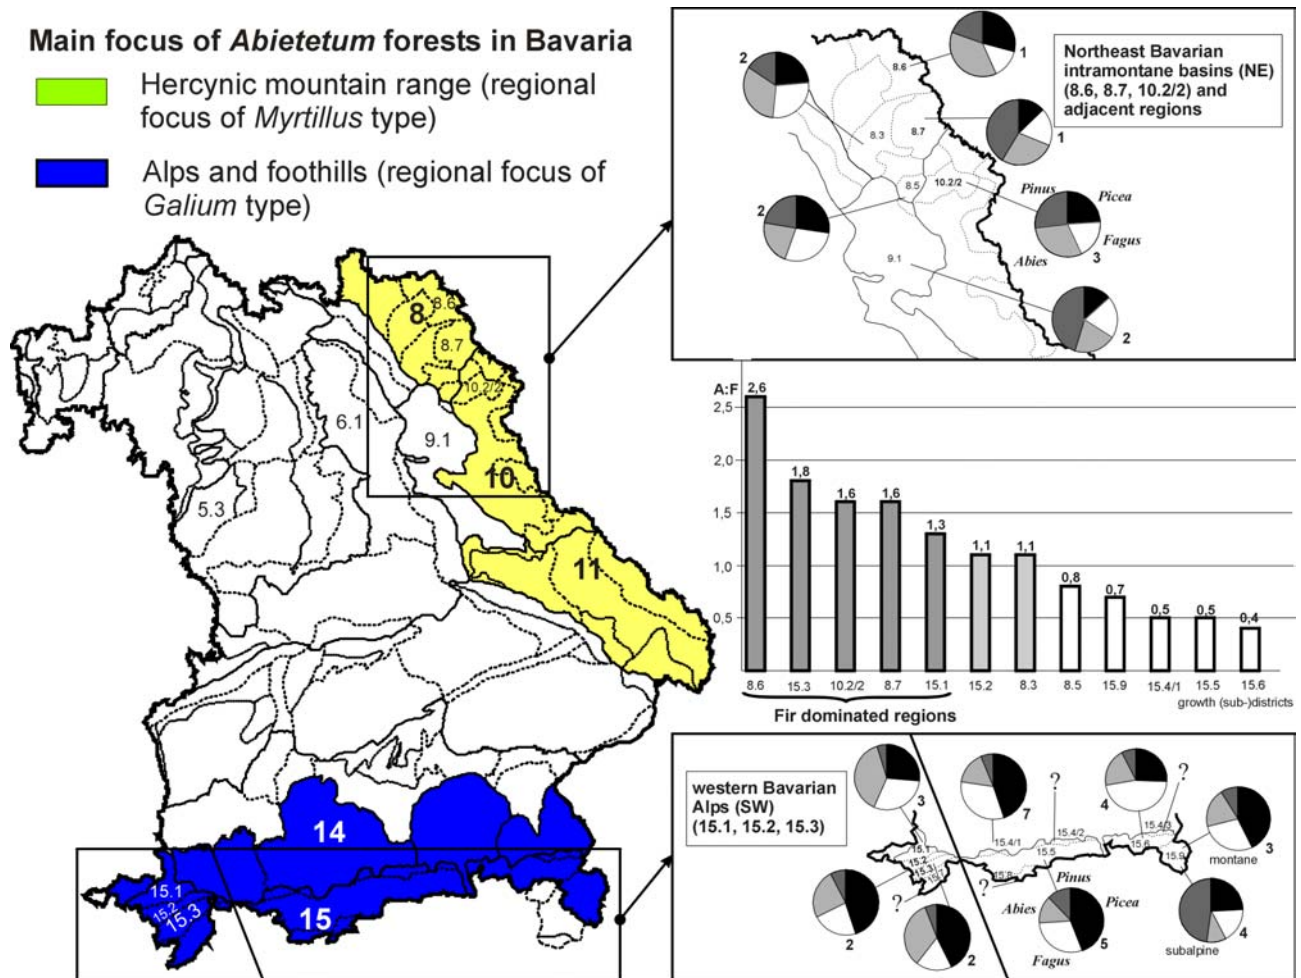 Main focus of Abietetum forests in Bavaria
Hercynic mountain range (regional
focus of Myrtillus type)
Alps and foothills (regional focus of
Galium type)
8
8.6
8.7
10.2/2
6.1
9.1
10
5.3
11
14
15.1
15.2
15.3
15
Northeast Bavarian
intramontane basins (NE)
(8.6, 8.7, 10.2/2) and
adjacent regions
2
8.6
1
8.3
8.7
1
8.5
10.2/2
Pinus
Picea
Fagus
Abies
3
2
9.1
2
A:F
2,5
2,0
1,5
1,0
0,5
2,6
1,8
1,6
1,6
1,3
1,1
1,1
0,8
0,7
0,5
0,5
0,4
8.6 15.3 10.2/2 8.7 15.1 15.2 8.3 8.5 15.9 15.4/1 15.5 15.6
growth (sub-)districts
Fir dominated regions
western Bavarian
Alps (SW)
(15.1, 15.2, 15.3)
3
7
?
4
?
15.1
15.2
15.3
15.4/1
15.4/2
15.4/3
15.5
15.6
15.9
15.8
montane
3
?
?
Pinus
Abies
Picea
Fagus
2
2
5
subalpine
4